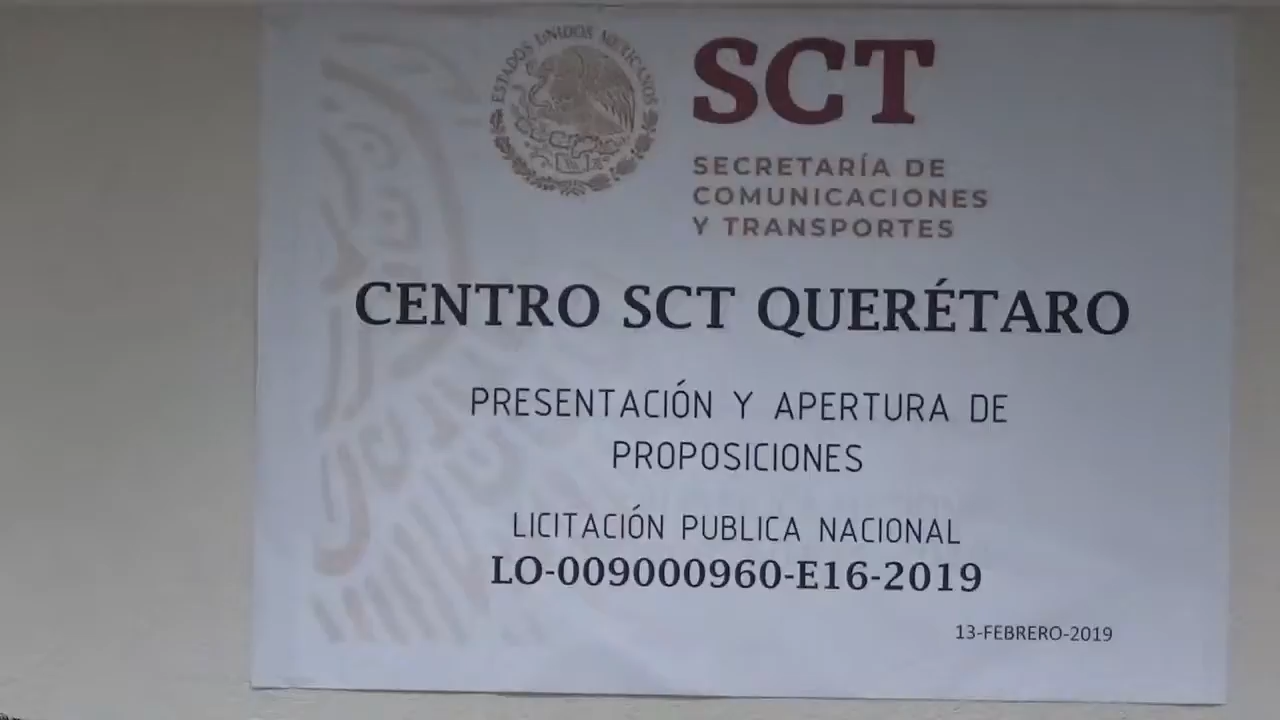 ESTADOS UNIDOS MEXICANOS
SCT
SECRETARÍA DE
COMUNICACIONES
Y TRANSPORTES
CENTRO SCT QUERÉTARO
PRESENTACIÓN Y APERTURA DE
PROPOSICIONES
LICITACIÓN PUBLICA NACIONAL
LO-009000960-E16-2019
13-FEBRERO-2019